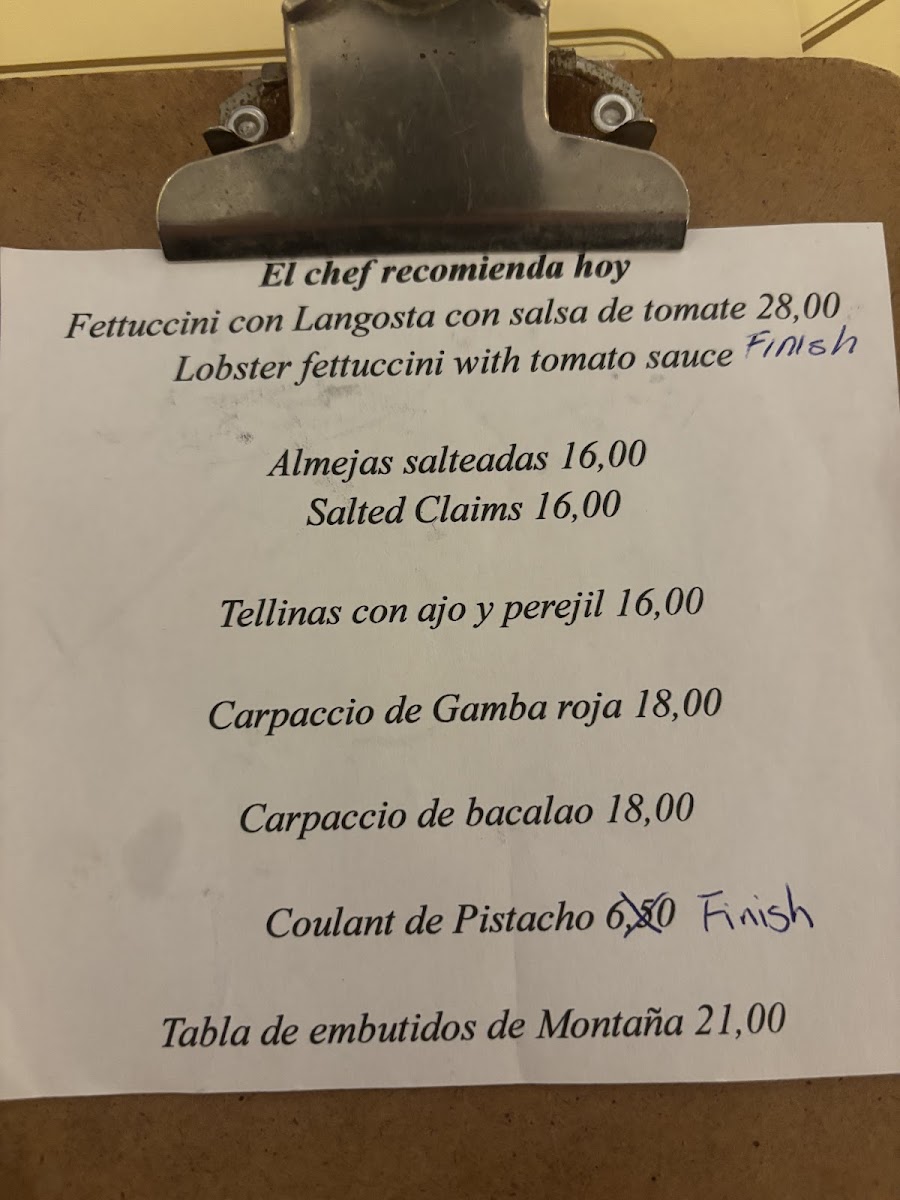 El chef recomienda hoy
Fettuccini con Langosta con salsa de tomate 28,00
Lobster fettuccini with tomato sauce Finish
Almejas salteadas 16,00
Salted Claims 16,00
Tellinas con ajo y perejil 16,00
Carpaccio de Gamba roja 18,00
Carpaccio de bacalao 18,00
Coulant de Pistacho 6,50 Finish
Tabla de embutidos de Montaña 21,00